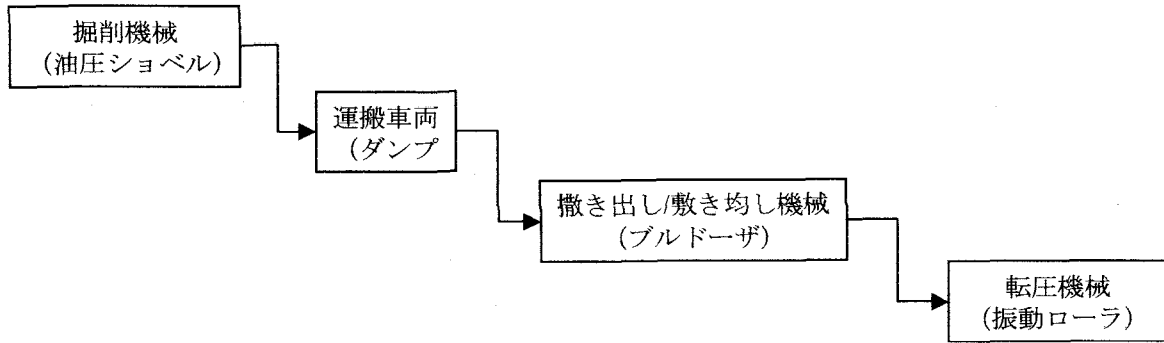 掘削機械
(油圧ショベル)
運搬車両
(ダンプ
撒き出し/敷き均し機械
(ブルドーザ)
転圧機械
(振動ローラ)